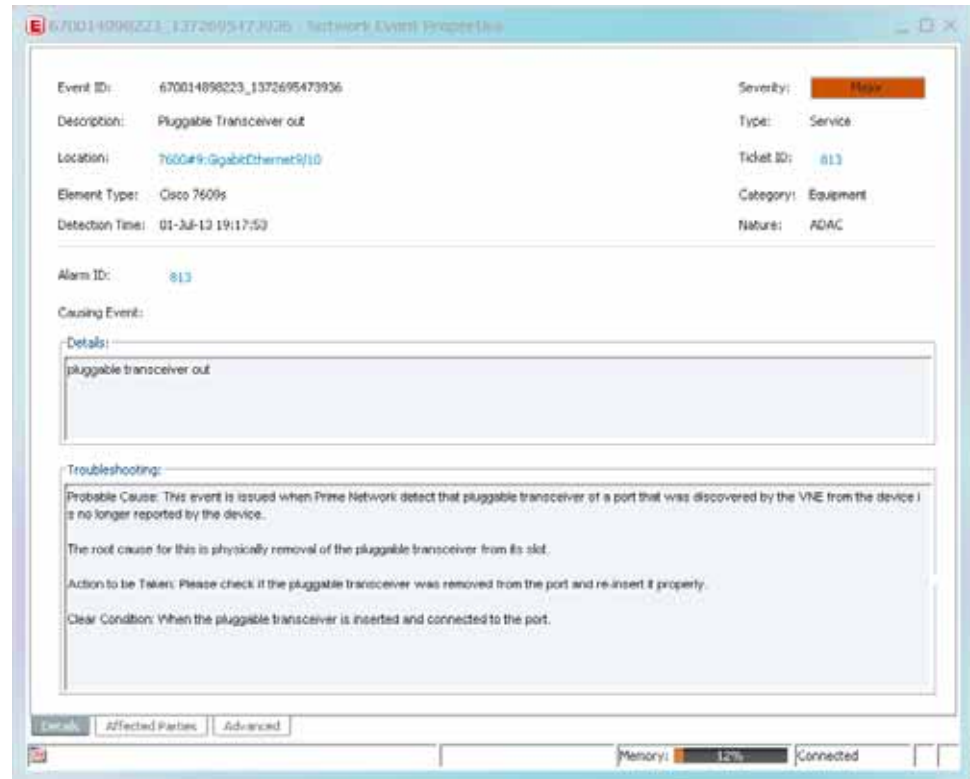 670014898223_1372695473936 - Network Event Properties
Event ID: 670014898223_1372695473936 Severity: Major
Description: Pluggable Transceiver out Type: Service
Location: 7600#9:GigabitEthernet9/10 Ticket ID: 813
Element Type: Cisco 7609s Category: Equipment
Detection Time: 01-Jul-13 19:17:53 Nature: ADAC
Alarm ID: 813
Causing Event:
Details:
pluggable transceiver out
Troubleshooting:
Probable Cause: This event is issued when Prime Network detect that pluggable transceiver of a port that was discovered by the VNE from the device i
s no longer reported by the device.
The root cause for this is physically removal of the pluggable transceiver from its slot.
Action to be Taken: Please check if the pluggable transceiver was removed from the port and re-insert it properly.
Clear Condition: When the pluggable transceiver is inserted and connected to the port.
Details Affected Parties Advanced
Memory: 12% Connected